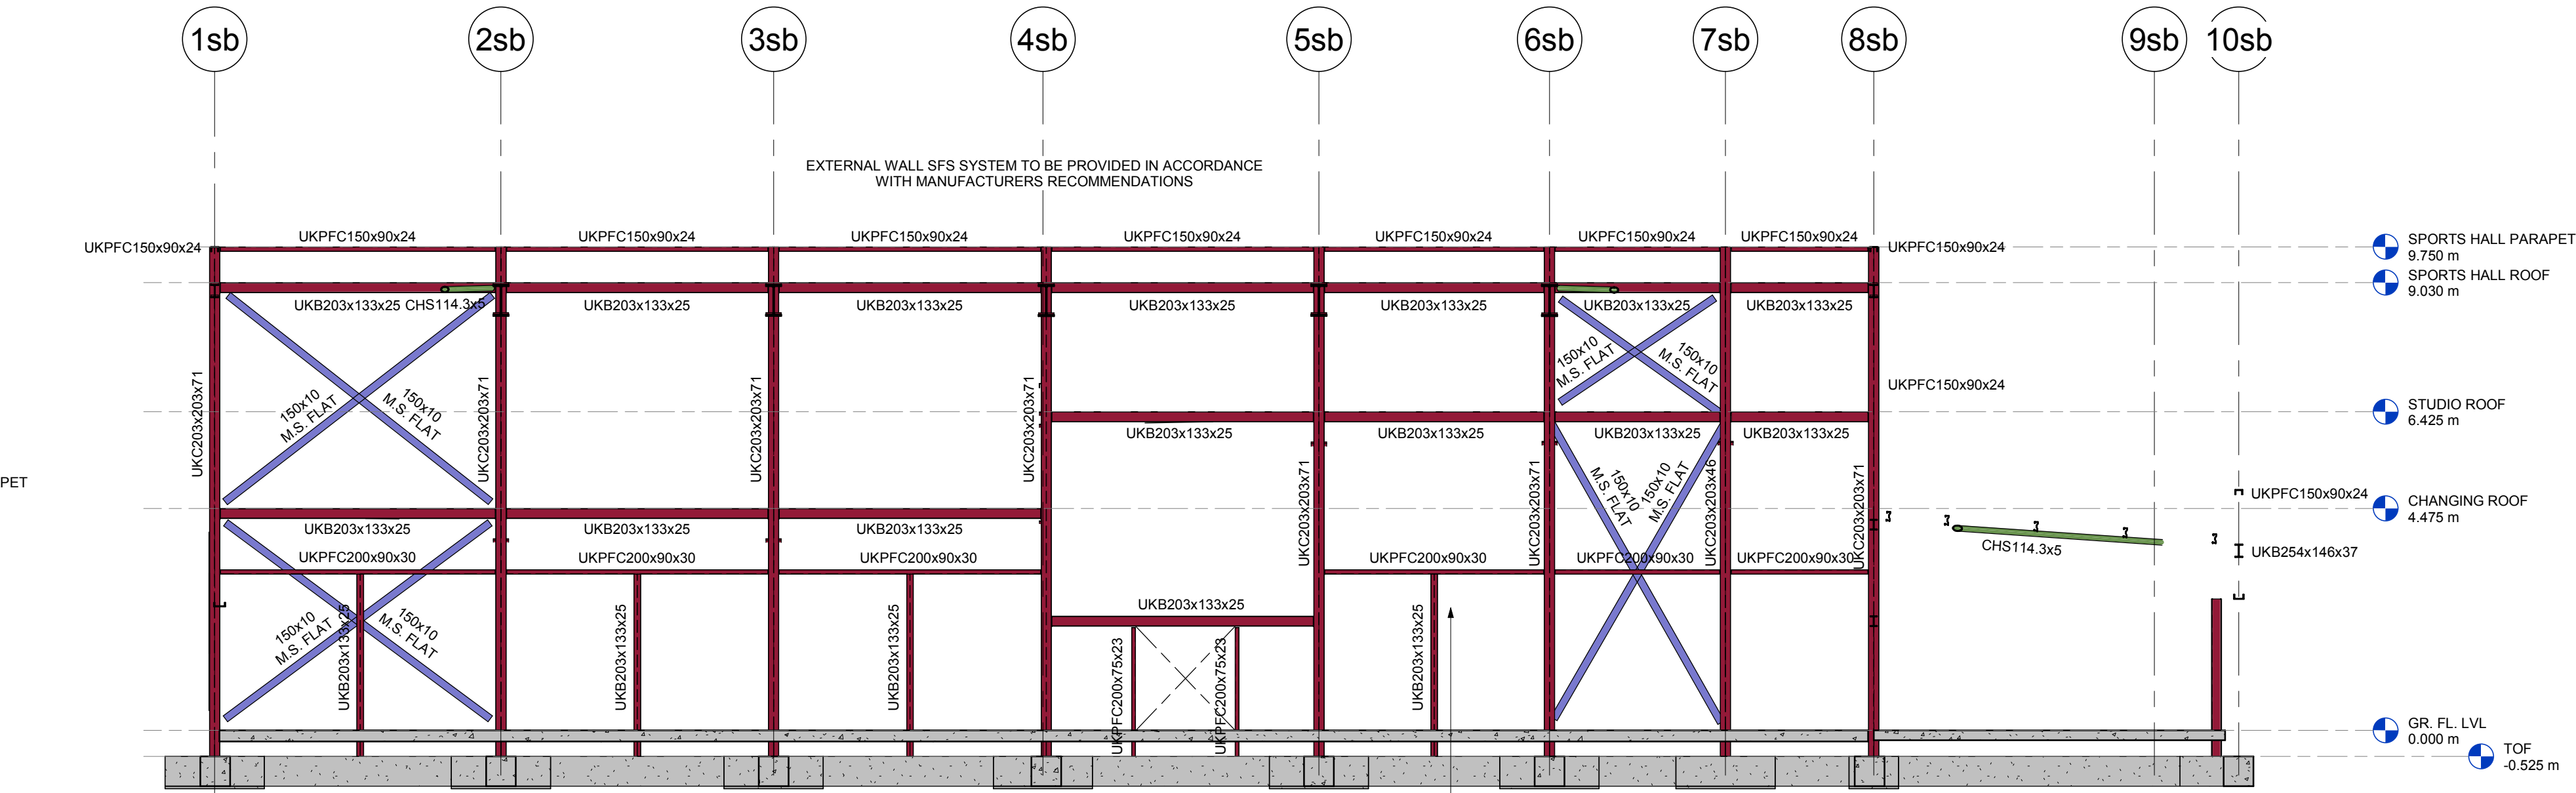 1sb
2sb
3sb
4sb
5sb
6sb
7sb
8sb
9sb
10sb
EXTERNAL WALL SFS SYSTEM TO BE PROVIDED IN ACCORDANCE
WITH MANUFACTURERS RECOMMENDATIONS
UKPFC150x90x24
UKPFC150x90x24
UKPFC150x90x24
UKPFC150x90x24
UKPFC150x90x24
UKPFC150x90x24
UKPFC150x90x24
UKPFC150x90x24
UKPFC150x90x24
SPORTS HALL PARAPET
9.750 m
SPORTS HALL ROOF
9.030 m
UKB203x133x25
CHS114.3x5
UKB203x133x25
UKB203x133x25
UKB203x133x25
UKB203x133x25
UKB203x133x25
UKB203x133x25
150x10
M.S. FLAT
150x10
M.S. FLAT
UKC203x203x71
150x10
M.S. FLAT
150x10
M.S. FLAT
UKC203x203x71
UKC203x203x71
UKC203x203x71
UKPFC150x90x24
STUDIO ROOF
6.425 m
UKB203x133x25
UKB203x133x25
UKB203x133x25
UKB203x133x25
PET
UKC203x203x71
UKC203x203x71
150x10
M.S. FLAT
150x10
M.S. FLAT
UKC203x203x46
UKC203x203x71
UKPFC150x90x24
CHANGING ROOF
4.475 m
UKB203x133x25
UKB203x133x25
UKB203x133x25
CHS114.3x5
UKB254x146x37
UKPFC200x90x30
UKPFC200x90x30
UKPFC200x90x30
UKPFC200x90x30
UKPFC200x90x30
UKPFC200x90x30
UKB203x133x25
150x10
M.S. FLAT
UKB203x133x25
150x10
M.S. FLAT
UKB203x133x25
UKB203x133x25
UKPFC200x75x23
UKPFC200x75x23
UKB203x133x25
GR. FL. LVL
0.000 m
TOF
-0.525 m